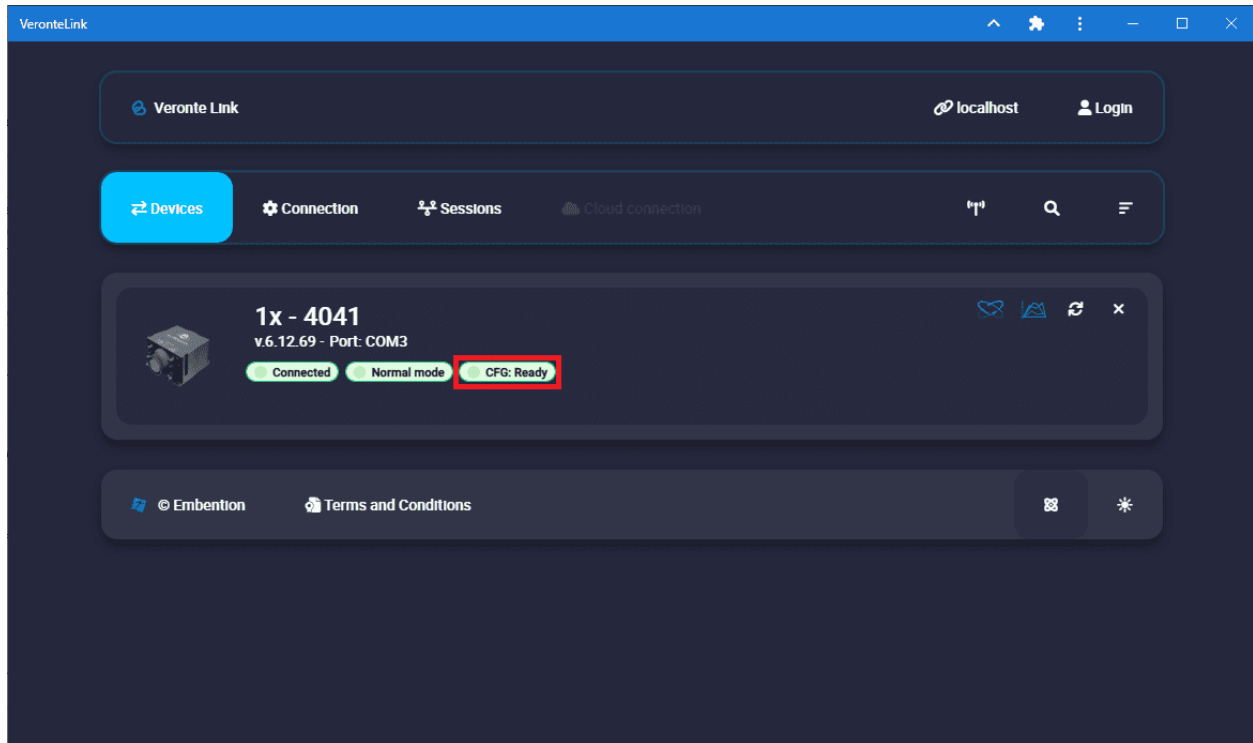 VeronteLink
Veronte Link
localhost
Login
Devices
Connection
Sessions
Cloud connection
1x - 4041
v.6.12.69 - Port: COM3
Connected
Normal mode
CFG: Ready
© Embention
Terms and Conditions